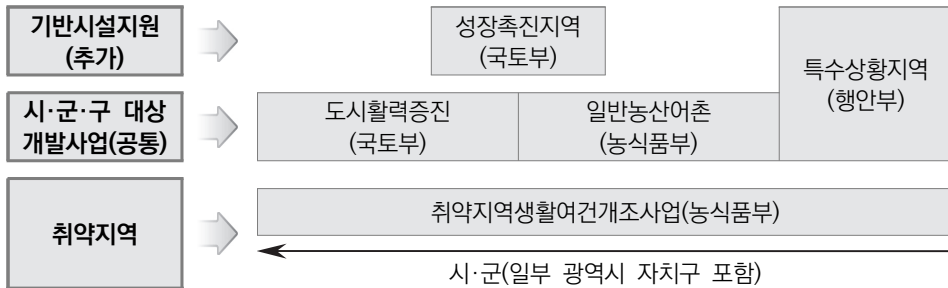 기반시설지원
(추가)
성장촉진지역
(국토부)
특수상황지역
(행안부)
시·군·구 대상
개발사업(공통)
도시활력증진
(국토부)
일반농산어촌
(농식품부)
취약지역
취약지역생활여건개조사업(농식품부)
시·군(일부 광역시 자치구 포함)